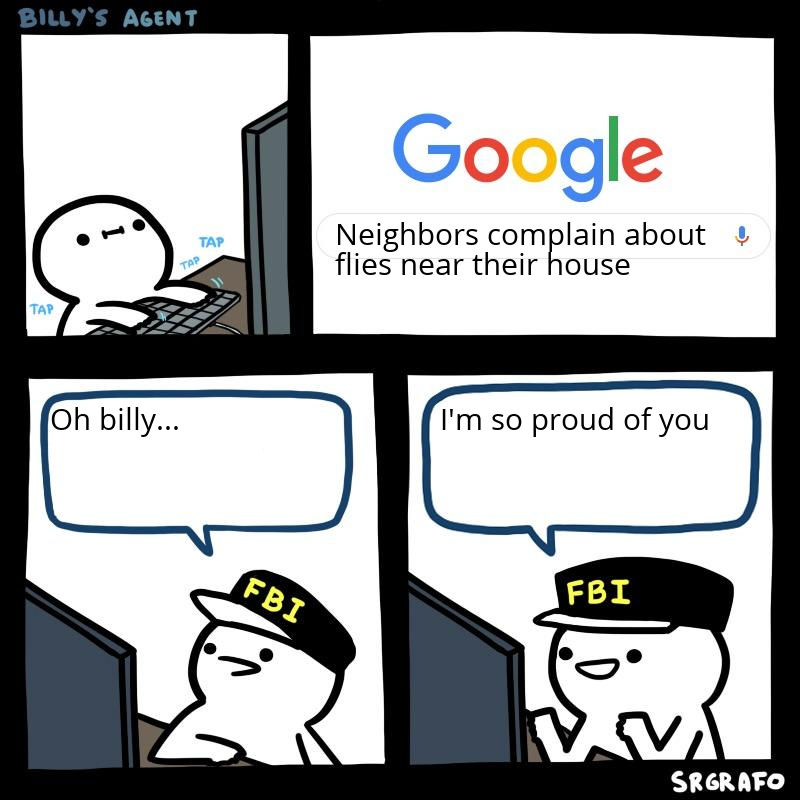 BILLY'S AGENT
TAP
TAP
TAP
Google
Neighbors complain about
flies near their house
Oh billy...
I'm so proud of you
FBI
FBI
SRGRAFO